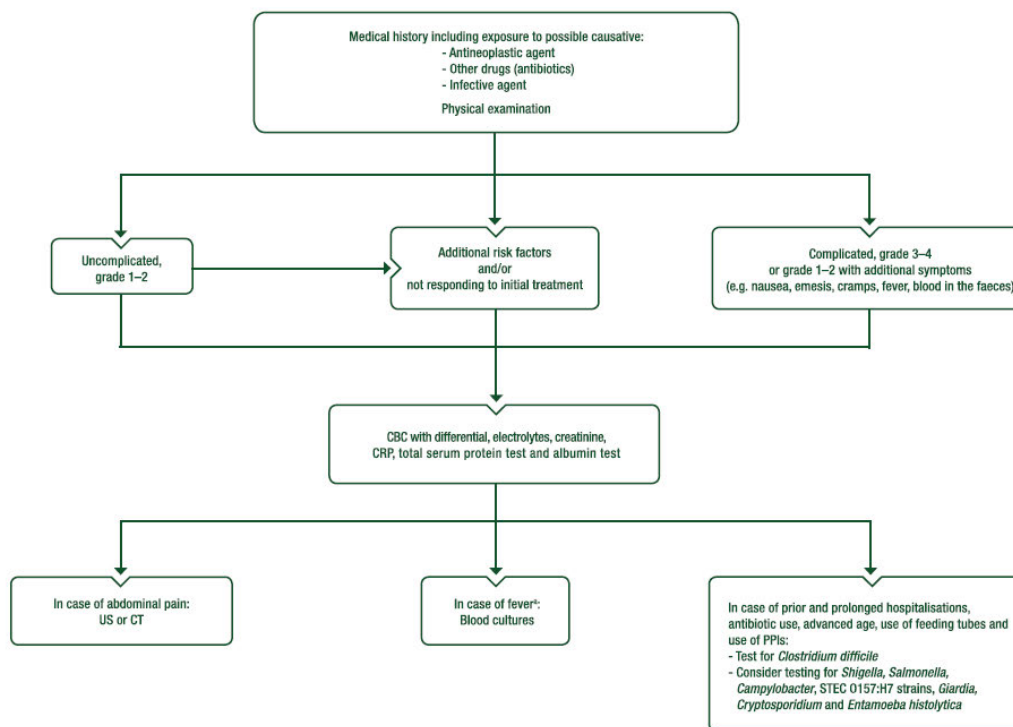 Medical history including exposure to possible causative:
- Antineoplastic agent
- Other drugs (antibiotics)
- Infective agent
Physical examination
Uncomplicated,
grade 1–2
Additional risk factors
and/or
not responding to initial treatment
Complicated, grade 3–4
or grade 1–2 with additional symptoms
(e.g. nausea, emesis, cramps, fever, blood in the faeces)
CBC with differential, electrolytes, creatinine,
CRP, total serum protein test and albumin test
In case of abdominal pain:
US or CT
In case of feverª:
Blood cultures
In case of prior and prolonged hospitalisations,
antibiotic use, advanced age, use of feeding tubes and
use of PPIs:
- Test for Clostridium difficile
- Consider testing for Shigella, Salmonella,
Campylobacter, STEC O157:H7 strains, Giardia,
Cryptosporidium and Entamoeba histolytica